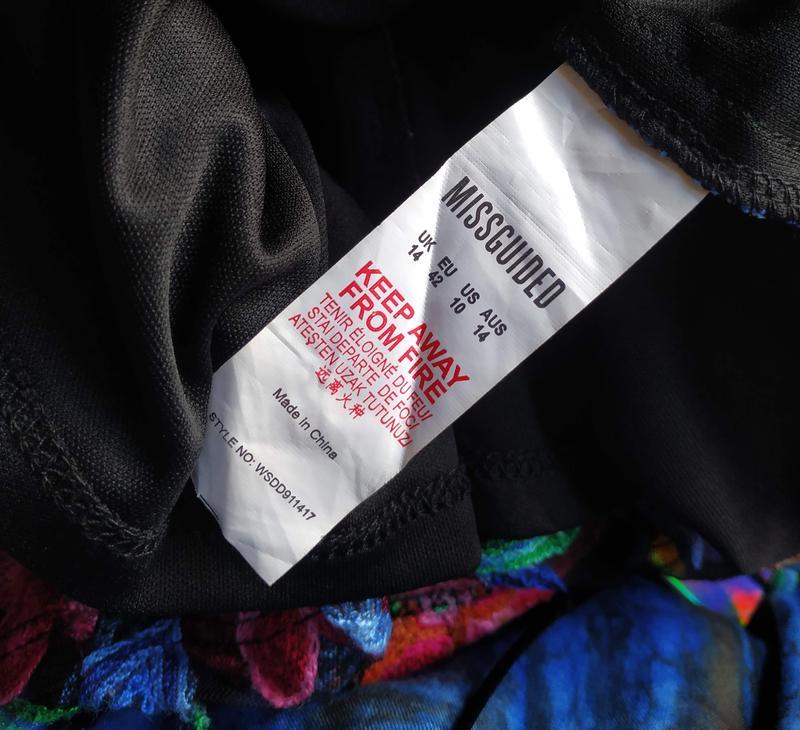 MISSGUIDED
UK EU US AUS
14 42 10 14
KEEP AWAY
FROM FIRE
TENIR ÉLOIGNÉ DU FEU
STAI DEPARTE DE FOC
ATEŞTEN UZAK TUTUNUZ
远离火种
Made in China
STYLE NO: WSDD911417